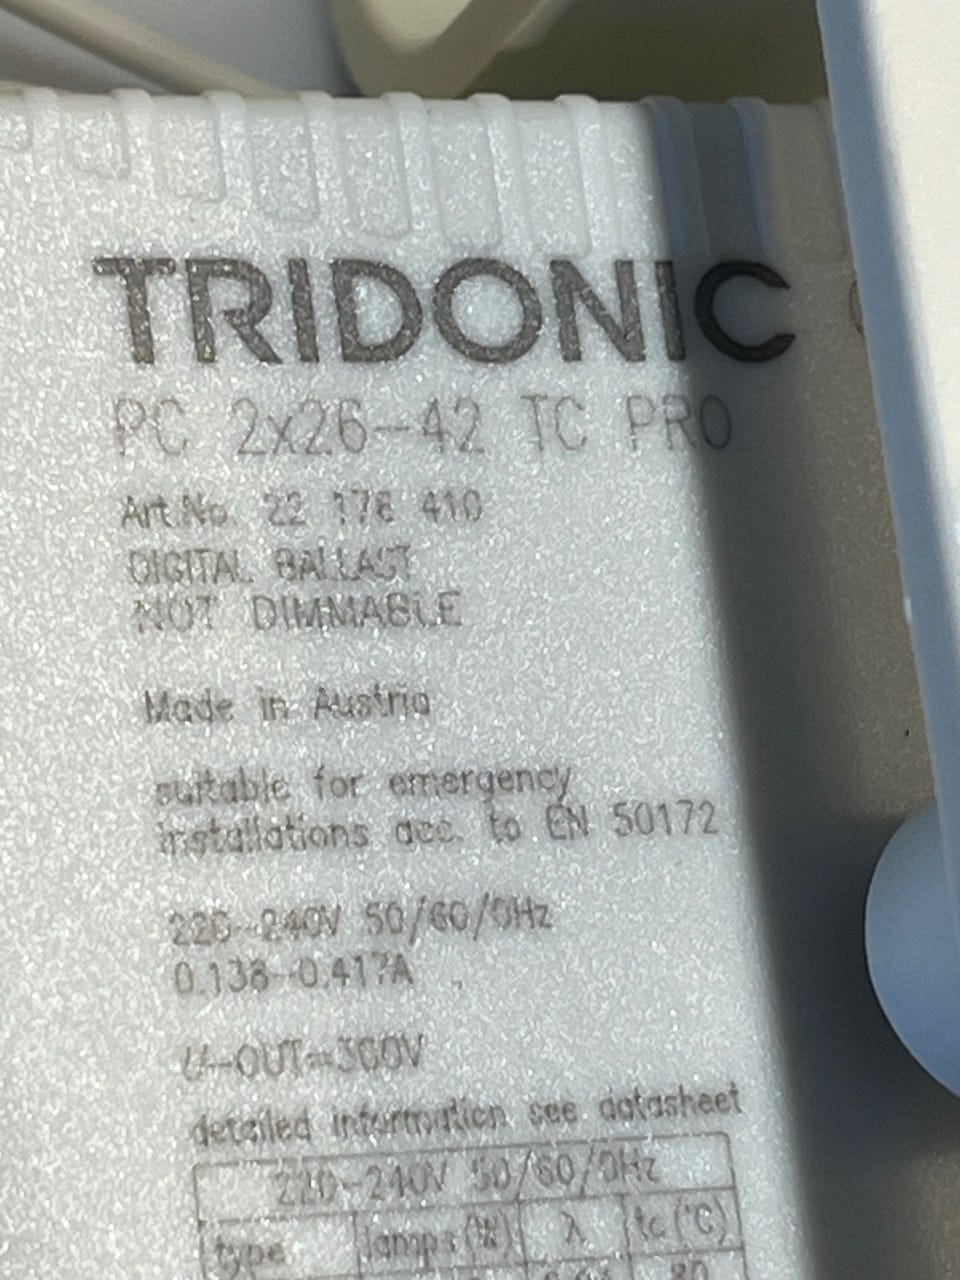 TRIDONIC
PC 2x26-42 TC PRO
Art.No. 22 176 410
DIGITAL BALLAST
NOT DIMMABLE
Made in Austria
suitable for emergency
installations acc. to EN 50172
220-240V 50/60/0Hz
0.138-0.417A
U-OUT=300V
detailed information see datasheet
220-240V 50/60/0Hz
type lamps(W) λ tc(°C)
80